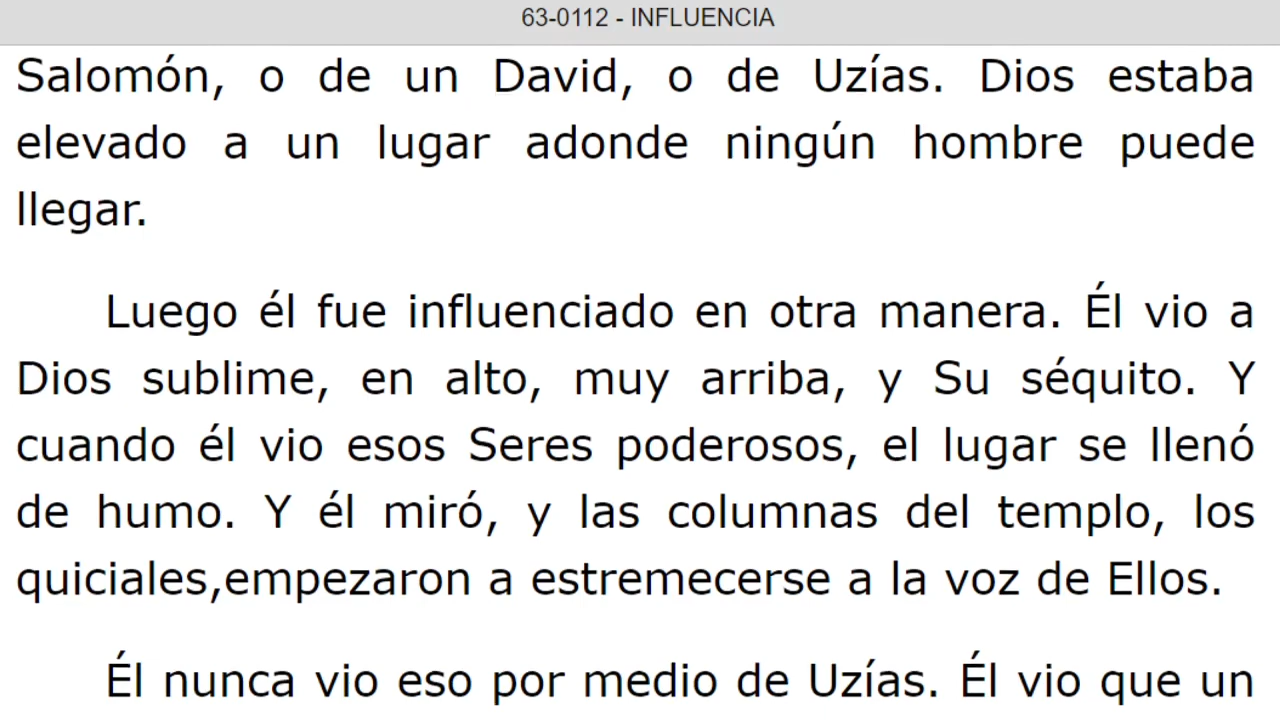 63-0112 - INFLUENCIA
Salomón, o de un David, o de Uzías. Dios estaba
elevado a un lugar adonde ningún hombre puede
llegar.
Luego él fue influenciado en otra manera. Él vio a
Dios sublime, en alto, muy arriba, y Su séquito. Y
cuando él vio esos Seres poderosos, el lugar se llenó
de humo. Y él miró, y las columnas del templo, los
quiciales,empezaron a estremecerse a la voz de Ellos.
Él nunca vio eso por medio de Uzías. Él vio que un